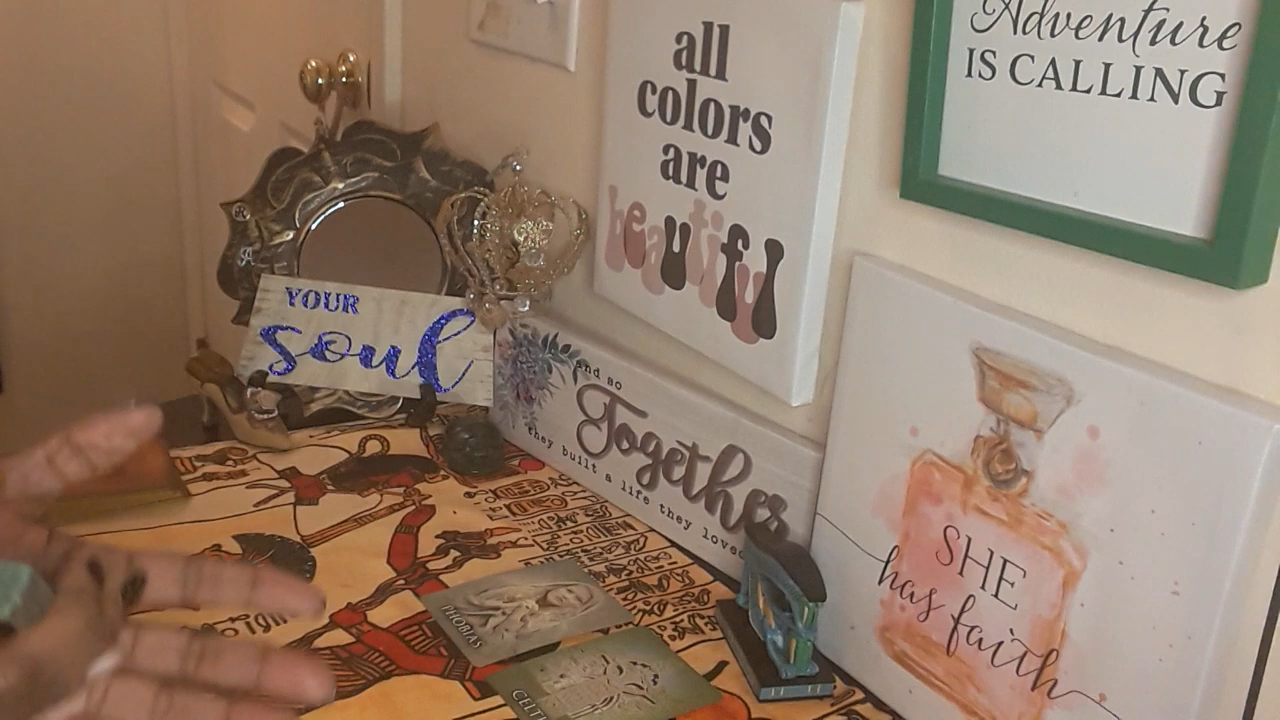 Adventure
IS CALLING
all
colors
are
beautiful
YOUR
soul
and so
Together
they built a life they loved
SHE
has faith
PHOBIAS